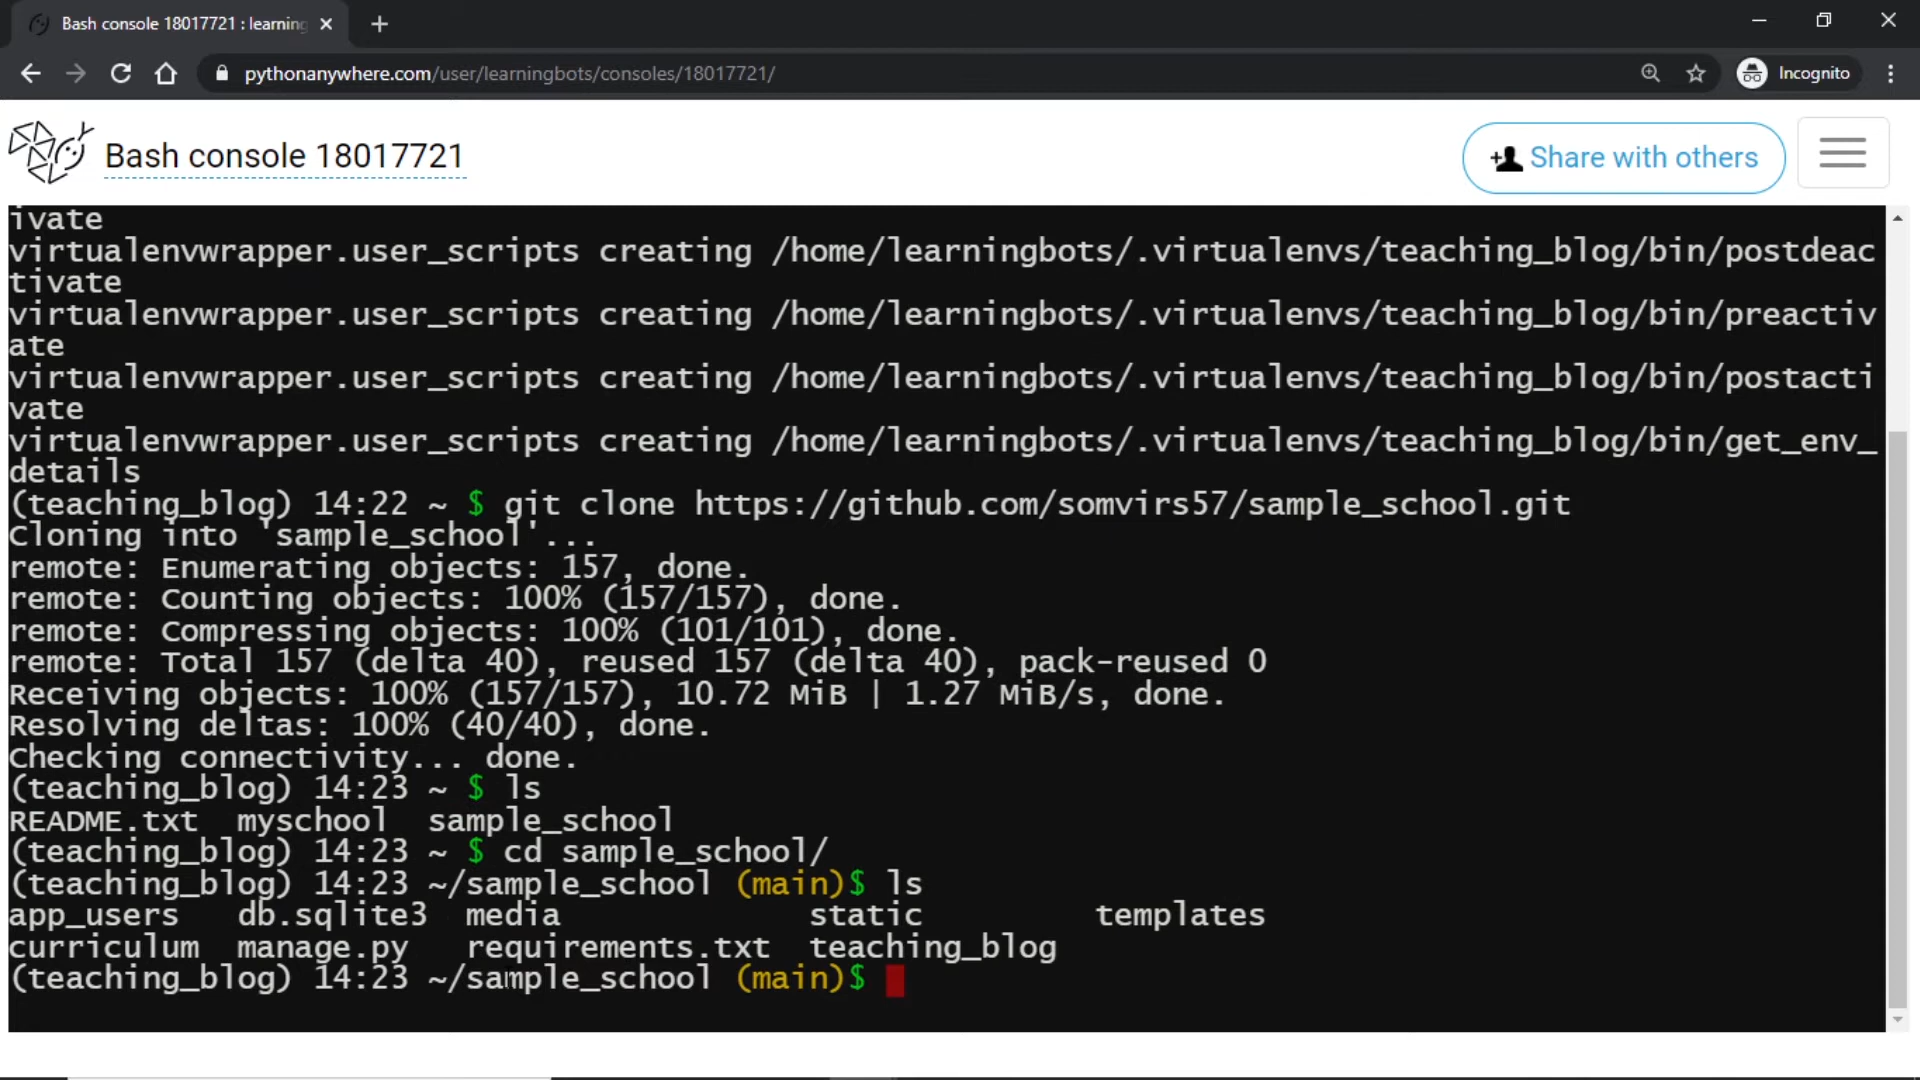 Bash console 18017721 : learning
pythonanywhere.com/user/learningbots/consoles/18017721/
Incognito
Bash console 18017721
Share with others
ivate
virtualenvwrapper.user_scripts creating /home/learningbots/.virtualenvs/teaching_blog/bin/postdeac
tivate
virtualenvwrapper.user_scripts creating /home/learningbots/.virtualenvs/teaching_blog/bin/preactiv
ate
virtualenvwrapper.user_scripts creating /home/learningbots/.virtualenvs/teaching_blog/bin/postacti
vate
virtualenvwrapper.user_scripts creating /home/learningbots/.virtualenvs/teaching_blog/bin/get_env_
details
(teaching_blog) 14:22 ~ $ git clone https://github.com/somvirs57/sample_school.git
Cloning into 'sample_school'...
remote: Enumerating objects: 157, done.
remote: Counting objects: 100% (157/157), done.
remote: Compressing objects: 100% (101/101), done.
remote: Total 157 (delta 40), reused 157 (delta 40), pack-reused 0
Receiving objects: 100% (157/157), 10.72 MiB | 1.27 MiB/s, done.
Resolving deltas: 100% (40/40), done.
Checking connectivity... done.
(teaching_blog) 14:23 ~ $ ls
README.txt  myschool  sample_school
(teaching_blog) 14:23 ~ $ cd sample_school/
(teaching_blog) 14:23 ~/sample_school (main)$ ls
app_users   db.sqlite3  media             static         templates
curriculum  manage.py   requirements.txt  teaching_blog
(teaching_blog) 14:23 ~/sample_school (main)$